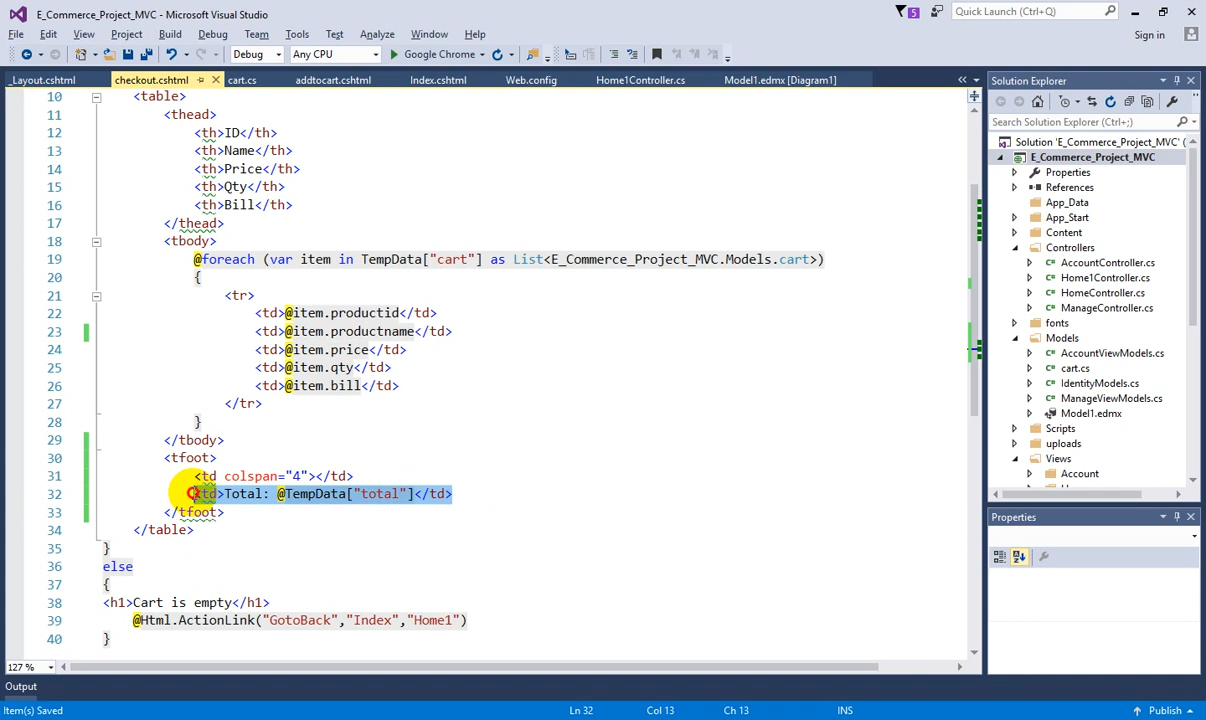 E_Commerce_Project_MVC - Microsoft Visual Studio
5
Quick Launch (Ctrl+Q)
File Edit View Project Build Debug Team Tools Test Analyze Window Help
Sign in
Debug Any CPU Google Chrome
_Layout.cshtml checkout.cshtml cart.cs addtocart.cshtml Index.cshtml Web.config Home1Controller.cs Model1.edmx [Diagram1]
10 <table>
11 <thead>
12 <th>ID</th>
13 <th>Name</th>
14 <th>Price</th>
15 <th>Qty</th>
16 <th>Bill</th>
17 </thead>
18 <tbody>
19 @foreach (var item in TempData["cart"] as List<E_Commerce_Project_MVC.Models.cart>)
20 {
21 <tr>
22 <td>@item.productid</td>
23 <td>@item.productname</td>
24 <td>@item.price</td>
25 <td>@item.qty</td>
26 <td>@item.bill</td>
27 </tr>
28 }
29 </tbody>
30 <tfoot>
31 <td colspan="4"></td>
32 <td>Total: @TempData["total"]</td>
33 </tfoot>
34 </table>
35 }
36 else
37 {
38 <h1>Cart is empty</h1>
39 @Html.ActionLink("GotoBack","Index","Home1")
40 }
127 %
Output
Item(s) Saved Ln 32 Col 13 Ch 13 INS Publish
Solution Explorer
Search Solution Explorer (Ctrl+;)
Solution 'E_Commerce_Project_MVC' (
E_Commerce_Project_MVC
Properties
References
App_Data
App_Start
Content
Controllers
AccountController.cs
Home1Controller.cs
HomeController.cs
ManageController.cs
fonts
Models
AccountViewModels.cs
cart.cs
IdentityModels.cs
ManageViewModels.cs
Model1.edmx
Scripts
uploads
Views
Account
Properties